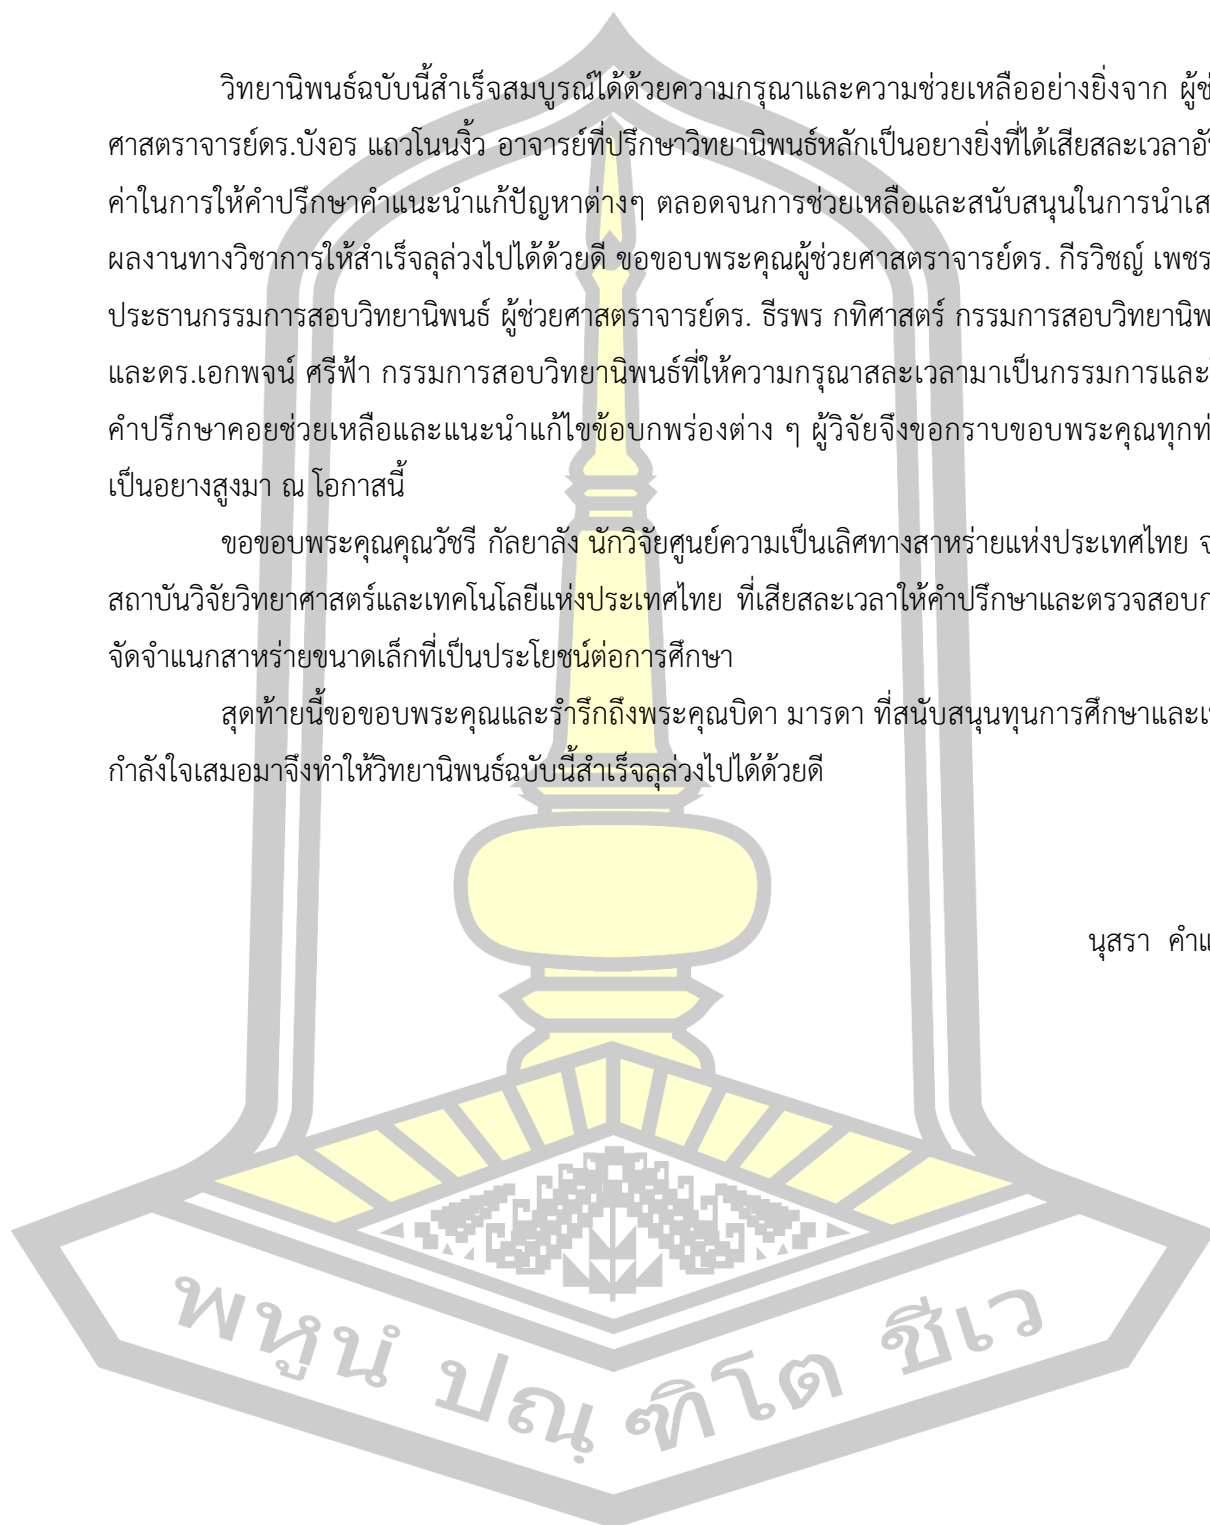 วิทยานิพนธ์ฉบับนี้สำเร็จสมบูรณ์ได้ด้วยความกรุณาและความช่วยเหลืออย่างยิ่งจาก
ศาสตราจารย์ดร.บังอร แถวโนนงิ้ว อาจารย์ที่ปรึกษาวิทยานิพนธ์หลักเป็นอย่างยิ่งที่ได้เสียสละเวลา
ค่าในการให้คำปรึกษาคำแนะนำแก้ปัญหาต่างๆ ตลอดจนการช่วยเหลือและสนับสนุนในการ
ผลงานทางวิชาการให้สำเร็จลุล่วงไปได้ด้วยดี ขอขอบพระคุณผู้ช่วยศาสตราจารย์ดร. กีรวิชญ์ เพชร
ประธานกรรมการสอบวิทยานิพนธ์ ผู้ช่วยศาสตราจารย์ดร. ธีรพร กทิศาสตร์ กรรมการสอบ
และดร.เอกพจน์ ศรีฟ้า กรรมการสอบวิทยานิพนธ์ที่ให้ความกรุณาสละเวลามาเป็นกรรมการและ
คำปรึกษาคอยช่วยเหลือและแนะนำแก้ไขข้อบกพร่องต่าง ๆ ผู้วิจัยจึงขอกราบขอบพระคุณทุก
เป็นอย่างสูงมา ณ โอกาสนี้
ขอขอบพระคุณคุณวัชรี กัลยาลัง นักวิจัยศูนย์ความเป็นเลิศทางสาหร่ายแห่งประเทศไทย
สถาบันวิจัยวิทยาศาสตร์และเทคโนโลยีแห่งประเทศไทย ที่เสียสละเวลาให้คำปรึกษาและตรวจสอบ
จัดจำแนกสาหร่ายขนาดเล็กที่เป็นประโยชน์ต่อการศึกษา
สุดท้ายนี้ขอขอบพระคุณและรำรึกถึงพระคุณบิดา มารดา ที่สนับสนุนทุนการศึกษาและ
กำลังใจเสมอมาจึงทำให้วิทยานิพนธ์ฉบับนี้สำเร็จลุล่วงไปได้ด้วยดี
นุสรา
พหูนํ ปณฺฑิโต ชีเว